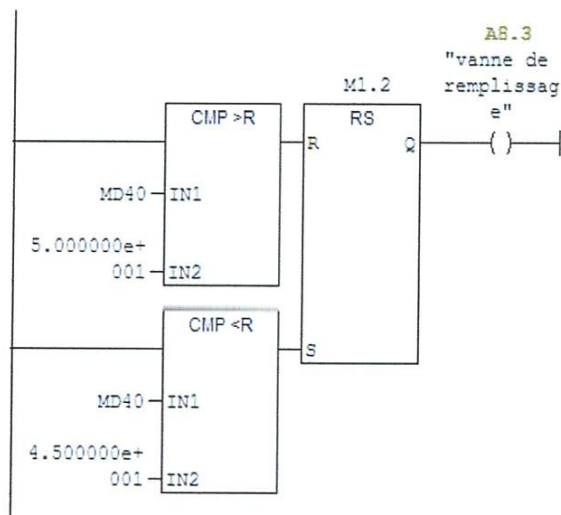 A8.3
"vanne de
remplissag
e"
M1.2
CMP >R
RS
R
Q
( )
MD40
IN1
5.000000e+
001
IN2
CMP <R
S
MD40
IN1
4.500000e+
001
IN2